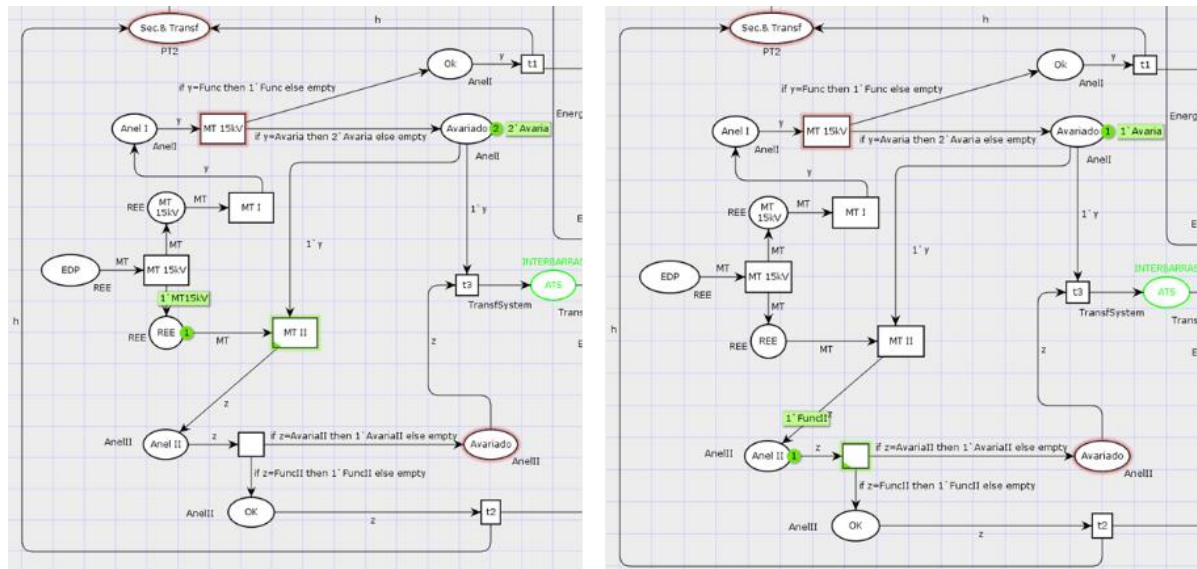 Sec.& Transf
PT2
h
Ok
y
t1
AnelI
if y=Func then 1`Func else empty
Anel I
y
MT 15kV
if y=Avaria then 2`Avaria else empty
Avariado
2
2`Avaria
AnelI
AnelI
y
REE
MT
15kV
MT
MT I
MT
1`y
1`y
EDP
MT
MT 15kV
REE
1`MT15kV
INTERBARRAS
t3
ATS
TransfSystem
h
REE
REE
1
MT
MT II
z
z
AnelII
Anel II
z
if z=AvariaII then 1`AvariaII else empty
Avariado
AnelII
if z=FuncII then 1`FuncII else empty
AnelII
OK
z
t2
Sec.& Transf
PT2
h
Ok
y
t1
AnelI
if y=Func then 1`Func else empty
Anel I
y
MT 15kV
if y=Avaria then 2`Avaria else empty
Avariado
1
1`Avaria
AnelI
AnelI
y
REE
MT
15kV
MT
MT I
MT
1`y
1`y
EDP
MT
MT 15kV
REE
MT
INTERBARRAS
t3
ATS
TransfSystem
h
REE
REE
MT
MT II
z
1`FuncII
z
AnelII
Anel II
1
z
if z=AvariaII then 1`AvariaII else empty
Avariado
AnelII
if z=FuncII then 1`FuncII else empty
AnelII
OK
z
t2